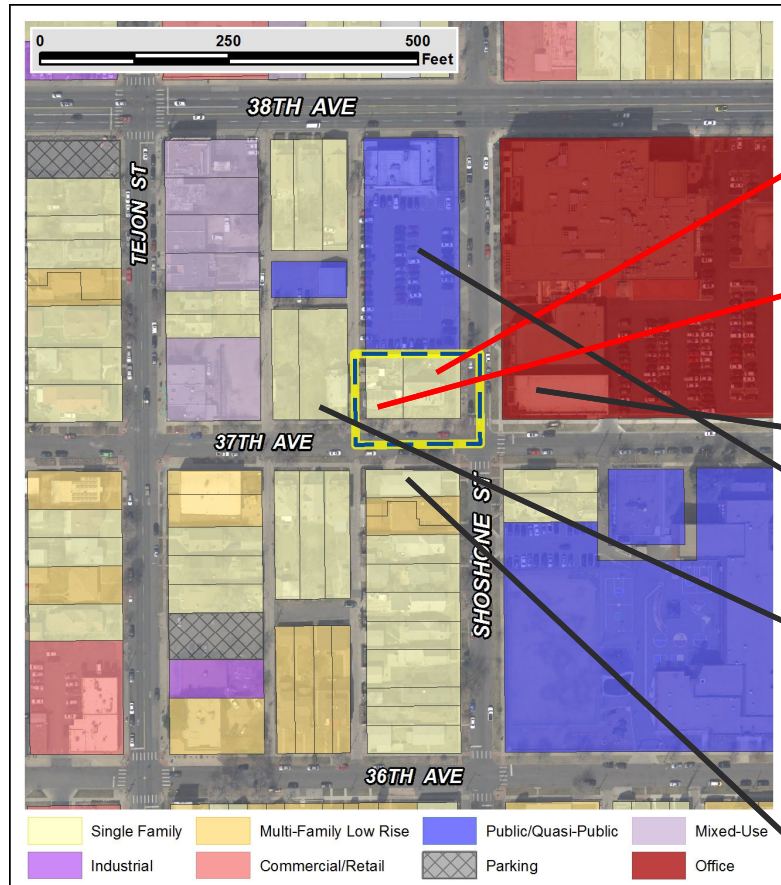 0 250 500
Feet
38TH AVE
TEJON ST
37TH AVE
SHOSHONE ST
36TH AVE
Single Family Multi-Family Low Rise Public/Quasi-Public Mixed-Use
Industrial Commercial/Retail Parking Office